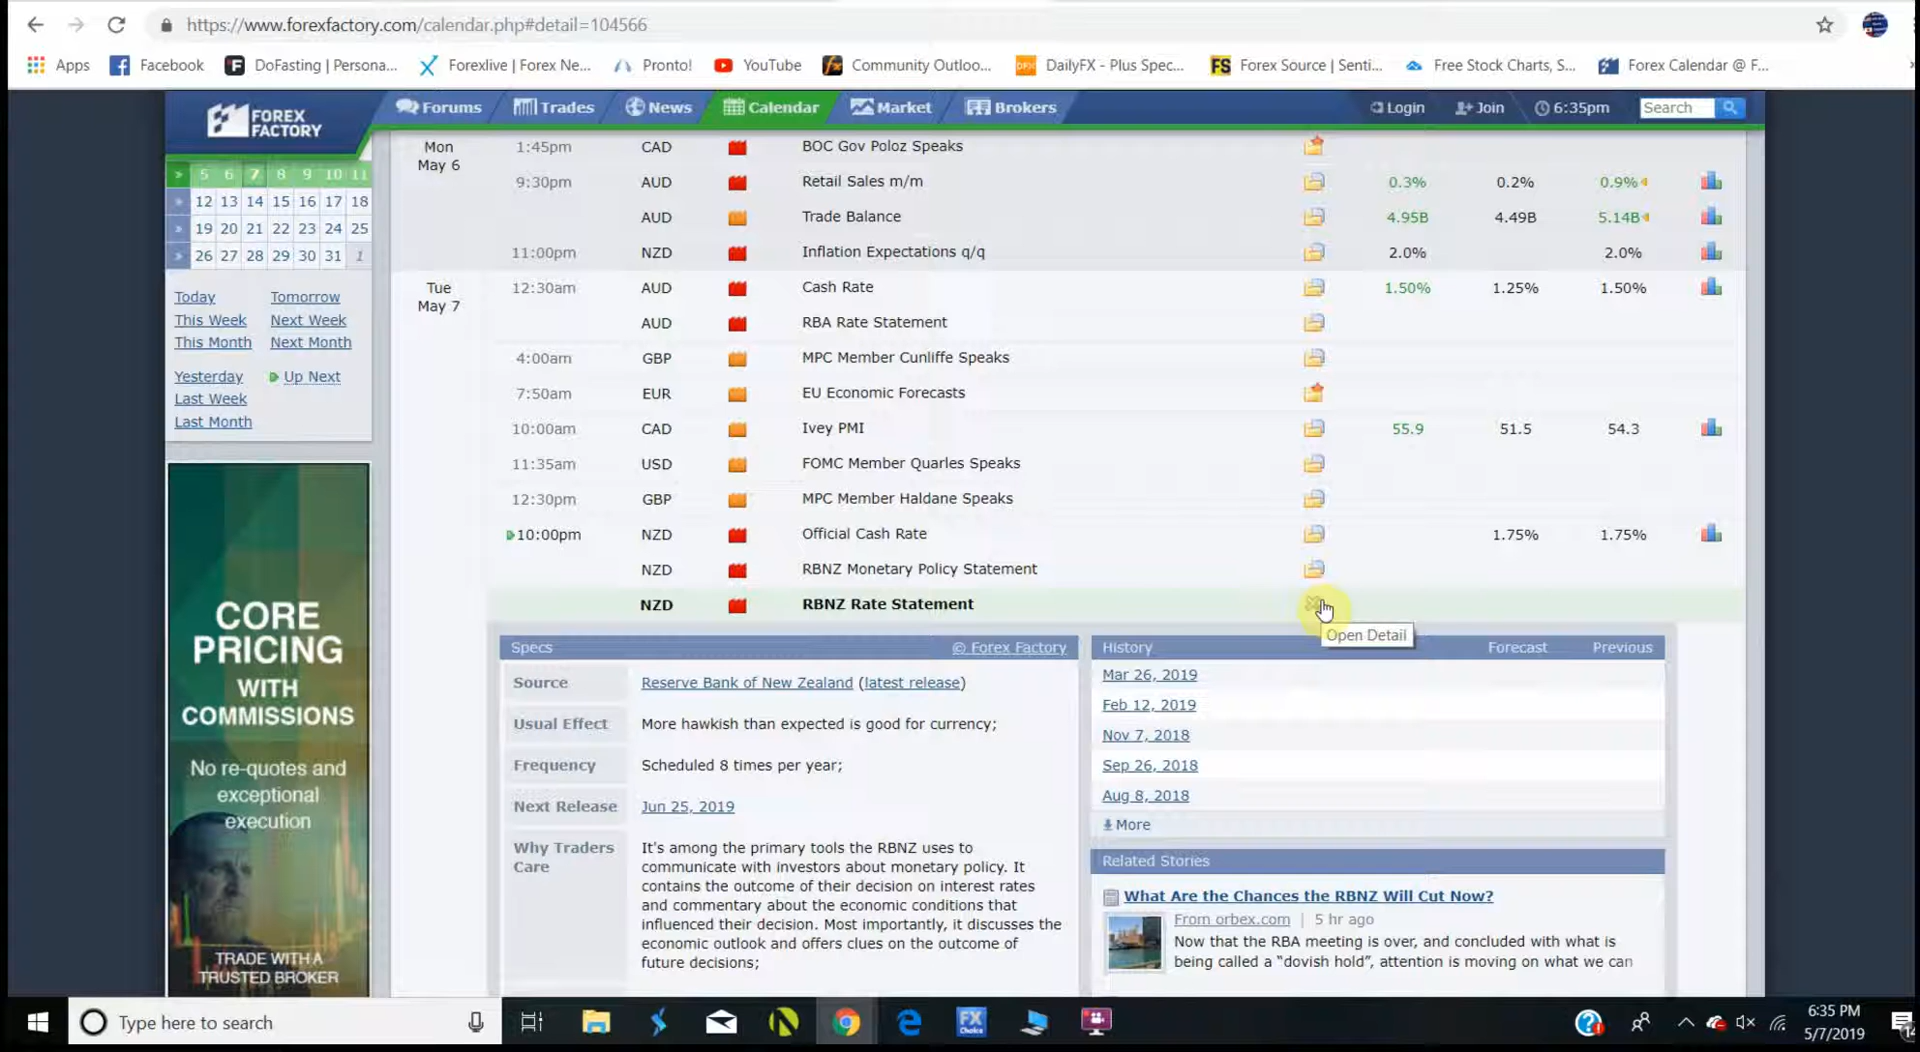 https://www.forexfactory.com/calendar.php#detail=104566
Apps Facebook DoFasting | Persona... Forexlive | Forex Ne... Pronto! YouTube Community Outloo... DailyFX - Plus Spec... Forex Source | Senti... Free Stock Charts, S... Forex Calendar @ F...
FOREX FACTORY Forums Trades News Calendar Market Brokers Login Join 6:35pm Search
» 5 6 7 8 9 10 11
» 12 13 14 15 16 17 18
» 19 20 21 22 23 24 25
» 26 27 28 29 30 31 1
Today Tomorrow
This Week Next Week
This Month Next Month
Yesterday Up Next
Last Week
Last Month
CORE
PRICING
WITH
COMMISSIONS
No re-quotes and
exceptional
execution
TRADE WITH A
TRUSTED BROKER
Mon May 6 1:45pm CAD BOC Gov Poloz Speaks
9:30pm AUD Retail Sales m/m 0.3% 0.2% 0.9%
AUD Trade Balance 4.95B 4.49B 5.14B
11:00pm NZD Inflation Expectations q/q 2.0% 2.0%
Tue May 7 12:30am AUD Cash Rate 1.50% 1.25% 1.50%
AUD RBA Rate Statement
4:00am GBP MPC Member Cunliffe Speaks
7:50am EUR EU Economic Forecasts
10:00am CAD Ivey PMI 55.9 51.5 54.3
11:35am USD FOMC Member Quarles Speaks
12:30pm GBP MPC Member Haldane Speaks
10:00pm NZD Official Cash Rate 1.75% 1.75%
NZD RBNZ Monetary Policy Statement
NZD RBNZ Rate Statement
Open Detail
Specs © Forex Factory
Source Reserve Bank of New Zealand (latest release)
Usual Effect More hawkish than expected is good for currency;
Frequency Scheduled 8 times per year;
Next Release Jun 25, 2019
Why Traders Care It's among the primary tools the RBNZ uses to
communicate with investors about monetary policy. It
contains the outcome of their decision on interest rates
and commentary about the economic conditions that
influenced their decision. Most importantly, it discusses the
economic outlook and offers clues on the outcome of
future decisions;
History Forecast Previous
Mar 26, 2019
Feb 12, 2019
Nov 7, 2018
Sep 26, 2018
Aug 8, 2018
More
Related Stories
What Are the Chances the RBNZ Will Cut Now?
From orbex.com | 5 hr ago
Now that the RBA meeting is over, and concluded with what is
being called a “dovish hold”, attention is moving on what we can
Type here to search FX Choice 6:35 PM
5/7/2019